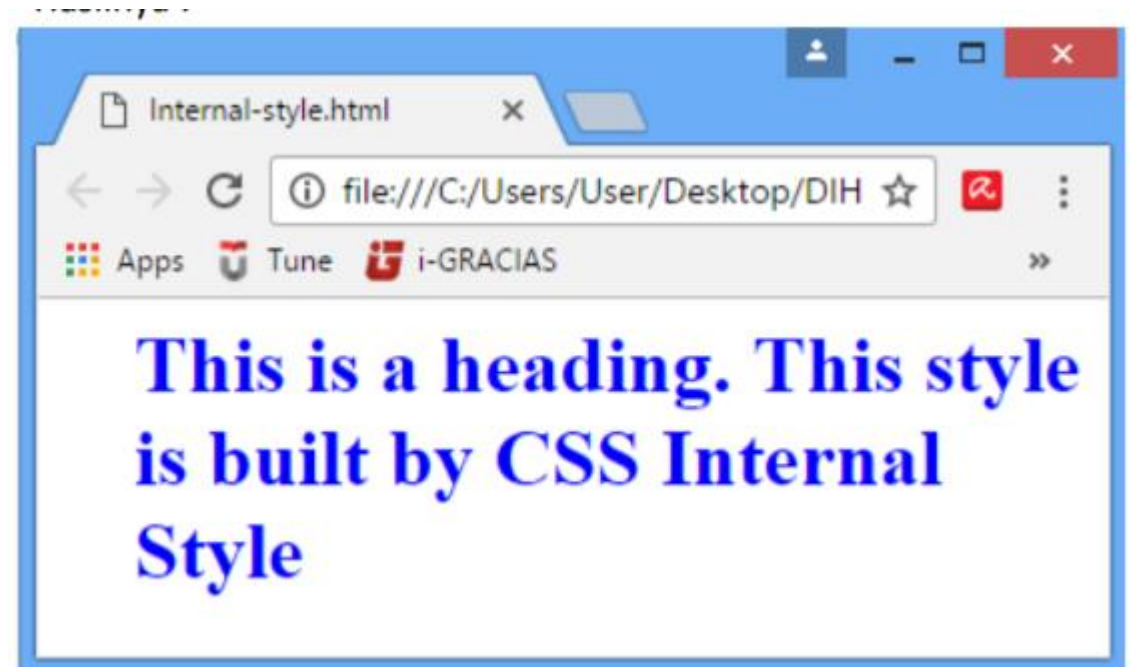 Internal-style.html
file:///C:/Users/User/Desktop/DIH
Apps Tune i-GRACIAS
This is a heading. This style
is built by CSS Internal
Style